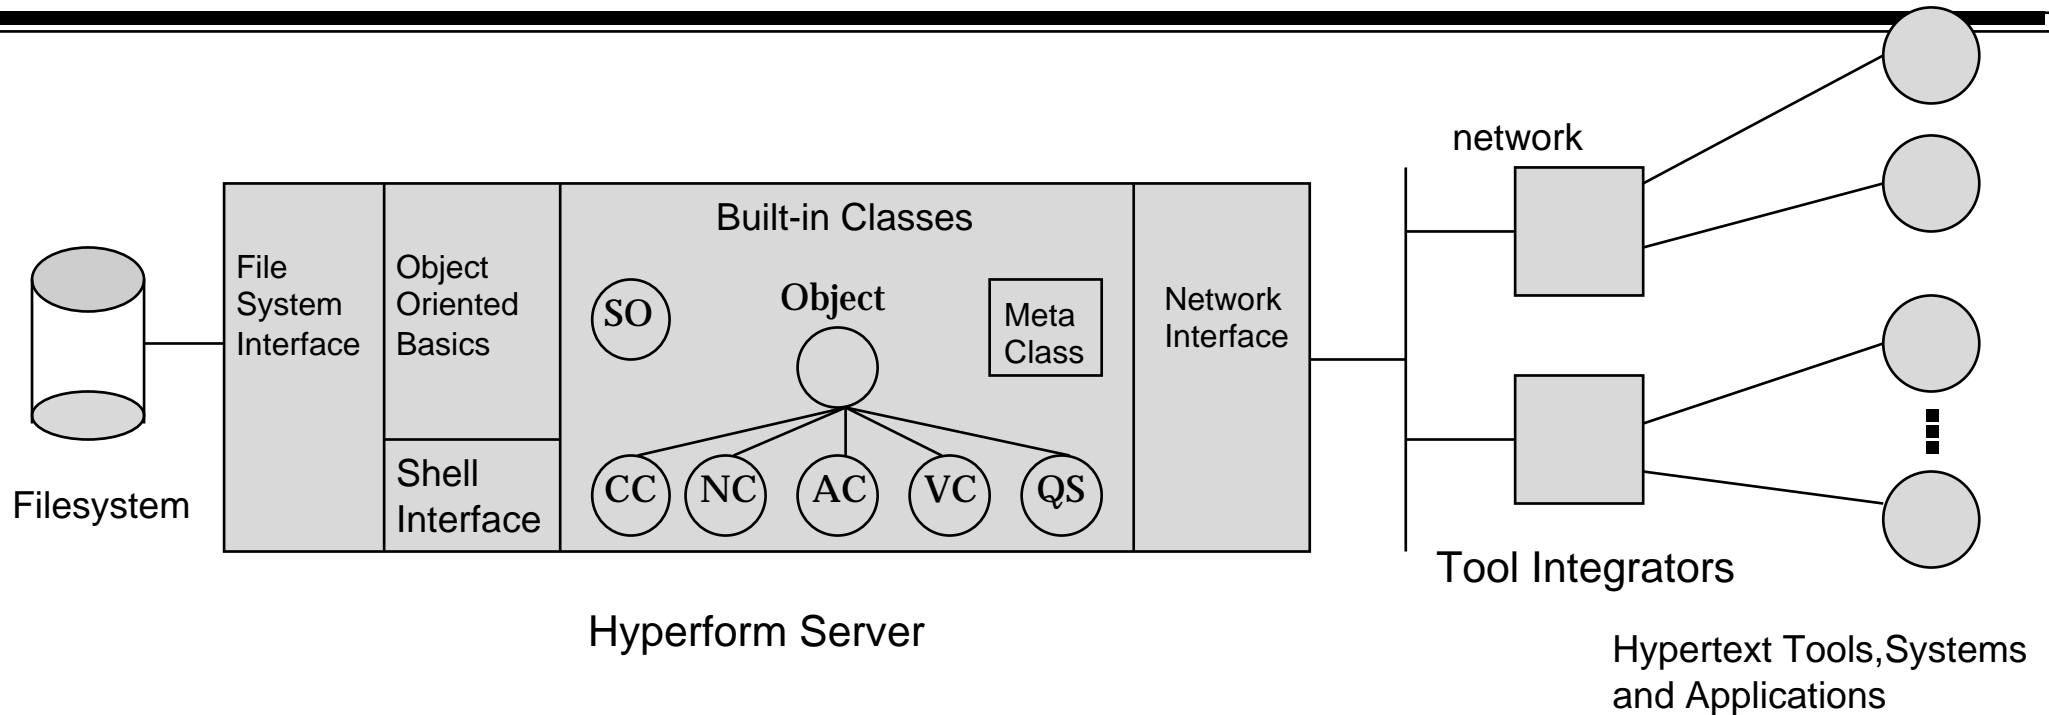 network
Built-in Classes
File
System
Interface
Object
Oriented
Basics
SO
Object
Meta
Class
Network
Interface
Shell
Interface
CC
NC
AC
VC
QS
Filesystem
Tool Integrators
Hyperform Server
Hypertext Tools,Systems
and Applications